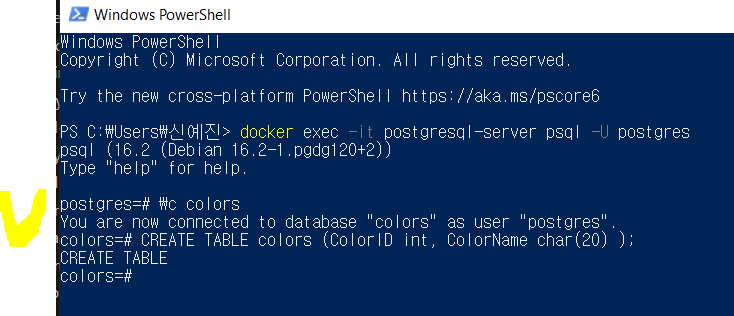 Windows PowerShell
Windows PowerShell
Copyright (C) Microsoft Corporation. All rights reserved.
Try the new cross-platform PowerShell https://aka.ms/pscore6
PS C:₩Users₩신예진> docker exec -it postgresql-server psql -U postgres
psql (16.2 (Debian 16.2-1.pgdg120+2))
Type "help" for help.
postgres=# ₩c colors
You are now connected to database "colors" as user "postgres".
colors=# CREATE TABLE colors (ColorID int, ColorName char(20) );
CREATE TABLE
colors=#